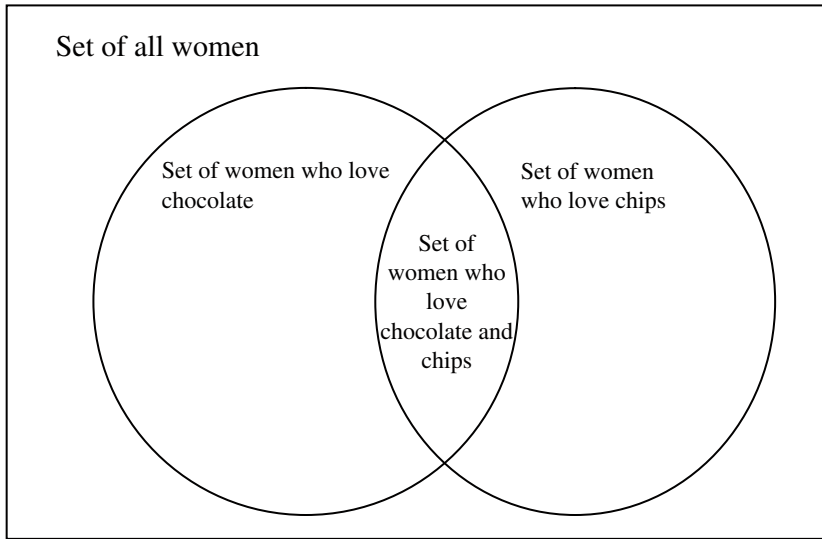 Set of all women
Set of women who love
chocolate
Set of women
who love chips
Set of
women who
love
chocolate and
chips